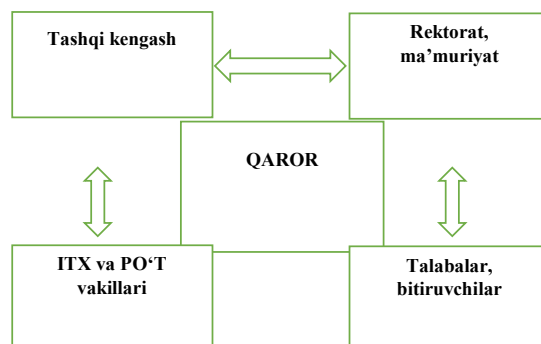 Tashqi kengash
Rektorat,
ma’muriyat
QAROR
ITX va PO‘T
vakillari
Talabalar,
bitiruvchilar